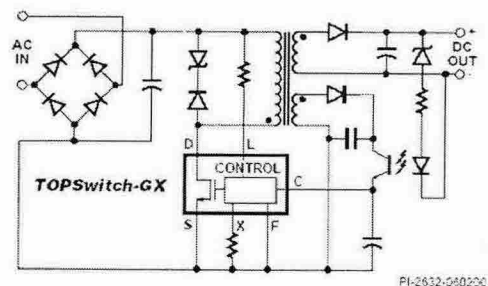 AC
IN
+
DC
OUT
-
D
L
CONTROL
C
TOPSwitch-GX
S
X
F
PI-2632-060200